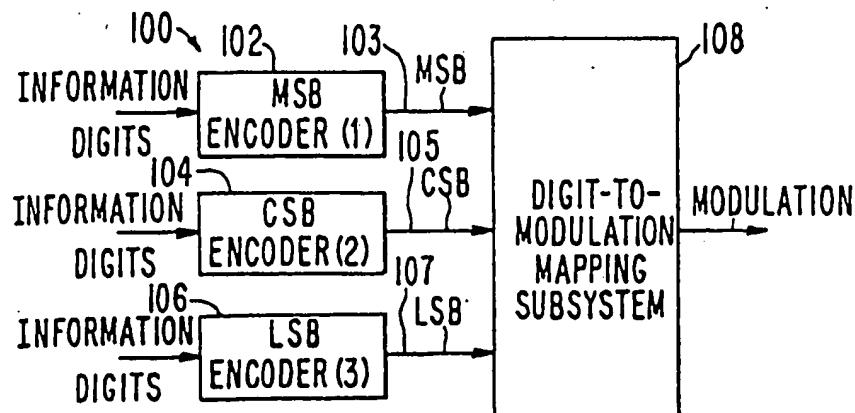 100
102
103
MSB
108
INFORMATION
DIGITS
MSB
ENCODER (1)
104
105
CSB
INFORMATION
DIGITS
CSB
ENCODER (2)
DIGIT-TO-
MODULATION
MAPPING
SUBSYSTEM
MODULATION
106
107
LSB
INFORMATION
DIGITS
LSB
ENCODER (3)